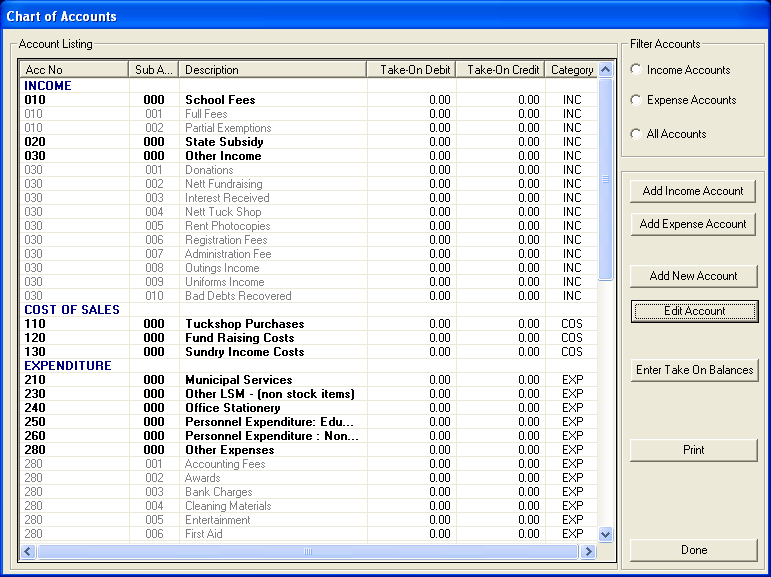 Chart of Accounts
Account Listing
Acc No Sub A... Description Take-On Debit Take-On Credit Category
INCOME
010 000 School Fees 0.00 0.00 INC
010 001 Full Fees 0.00 0.00 INC
010 002 Partial Exemptions 0.00 0.00 INC
020 000 State Subsidy 0.00 0.00 INC
030 000 Other Income 0.00 0.00 INC
030 001 Donations 0.00 0.00 INC
030 002 Nett Fundraising 0.00 0.00 INC
030 003 Interest Received 0.00 0.00 INC
030 004 Nett Tuck Shop 0.00 0.00 INC
030 005 Rent Photocopies 0.00 0.00 INC
030 006 Registration Fees 0.00 0.00 INC
030 007 Administration Fee 0.00 0.00 INC
030 008 Outings Income 0.00 0.00 INC
030 009 Uniforms Income 0.00 0.00 INC
030 010 Bad Debts Recovered 0.00 0.00 INC
COST OF SALES
110 000 Tuckshop Purchases 0.00 0.00 COS
120 000 Fund Raising Costs 0.00 0.00 COS
130 000 Sundry Income Costs 0.00 0.00 COS
EXPENDITURE
210 000 Municipal Services 0.00 0.00 EXP
230 000 Other LSM - (non stock items) 0.00 0.00 EXP
240 000 Office Stationery 0.00 0.00 EXP
250 000 Personnel Expenditure: Edu... 0.00 0.00 EXP
260 000 Personnel Expenditure : Non... 0.00 0.00 EXP
280 000 Other Expenses 0.00 0.00 EXP
280 001 Accounting Fees 0.00 0.00 EXP
280 002 Awards 0.00 0.00 EXP
280 003 Bank Charges 0.00 0.00 EXP
280 004 Cleaning Materials 0.00 0.00 EXP
280 005 Entertainment 0.00 0.00 EXP
280 006 First Aid 0.00 0.00 EXP
Filter Accounts
Income Accounts
Expense Accounts
All Accounts
Add Income Account
Add Expense Account
Add New Account
Edit Account
Enter Take On Balances
Print
Done